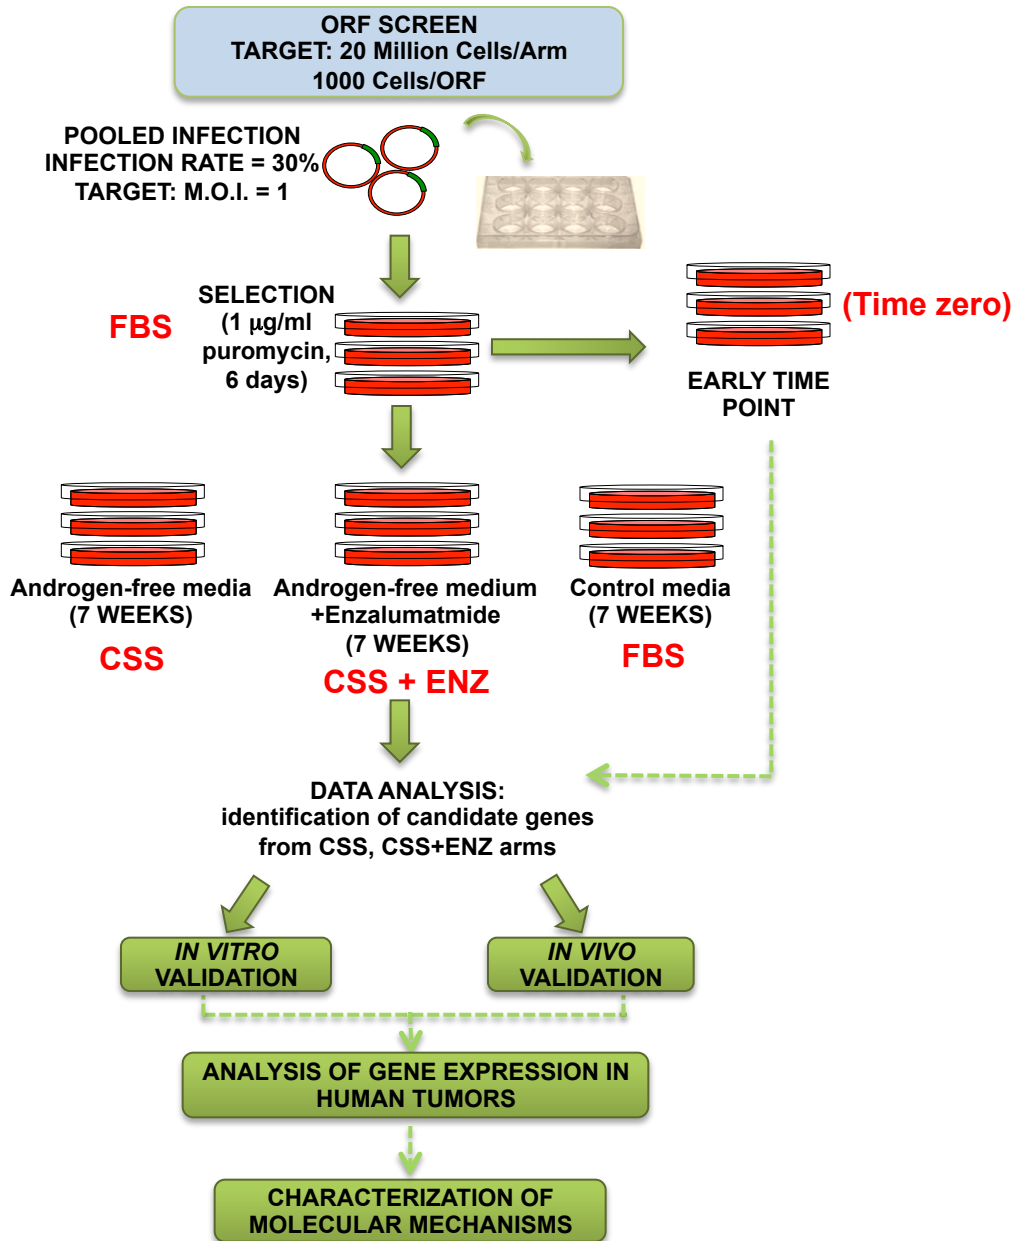 ORF SCREEN
TARGET: 20 Million Cells/Arm
1000 Cells/ORF
POOLED INFECTION
INFECTION RATE = 30%
TARGET: M.O.I. = 1
FBS
SELECTION
(1 μg/ml
puromycin,
6 days)
(Time zero)
EARLY TIME
POINT
Androgen-free media
(7 WEEKS)
CSS
Androgen-free medium
+Enzalumatmide
(7 WEEKS)
CSS + ENZ
Control media
(7 WEEKS)
FBS
DATA ANALYSIS:
identification of candidate genes
from CSS, CSS+ENZ arms
IN VITRO
VALIDATION
IN VIVO
VALIDATION
ANALYSIS OF GENE EXPRESSION IN
HUMAN TUMORS
CHARACTERIZATION OF
MOLECULAR MECHANISMS